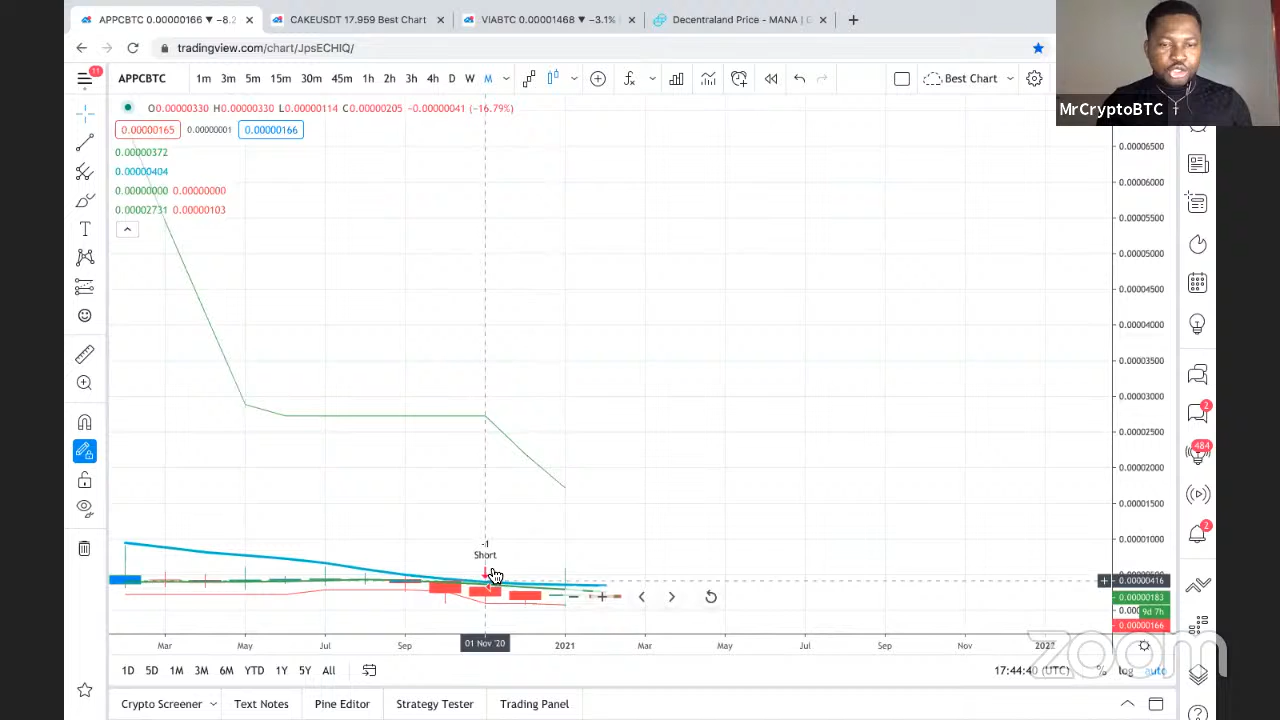 APPCBTC 0.00000166 ▼ −8.2
CAKEUSDT 17.959 Best Chart
VIABTC 0.00001468 ▼ −3.1%
Decentraland Price - MANA | C
tradingview.com/chart/JpsECHIQ/
MrCryptoBTC
11
APPCBTC
1m 3m 5m 15m 30m 45m 1h 2h 3h 4h D W M
Best Chart
O0.00000330 H0.00000330 L0.00000114 C0.00000205 −0.00000041 (−16.79%)
0.00000165 0.00000001 0.00000166
0.00000372
0.00000404
0.00000000 0.00000000
0.00002731 0.00000103
0.00006500
0.00006000
0.00005500
0.00005000
0.00004500
0.00004000
0.00003500
0.00003000
0.00002500
0.00002000
0.00001500
0.00001000
0.00000416
0.00000183
9d 7h
0.00000166
-1
Short
2
484
2
Mar May Jul Sep 01 Nov '20 2021 Mar May Jul Sep Nov 2022
1D 5D 1M 3M 6M YTD 1Y 5Y All
17:44:40 (UTC) % log auto
zoom
Crypto Screener Text Notes Pine Editor Strategy Tester Trading Panel